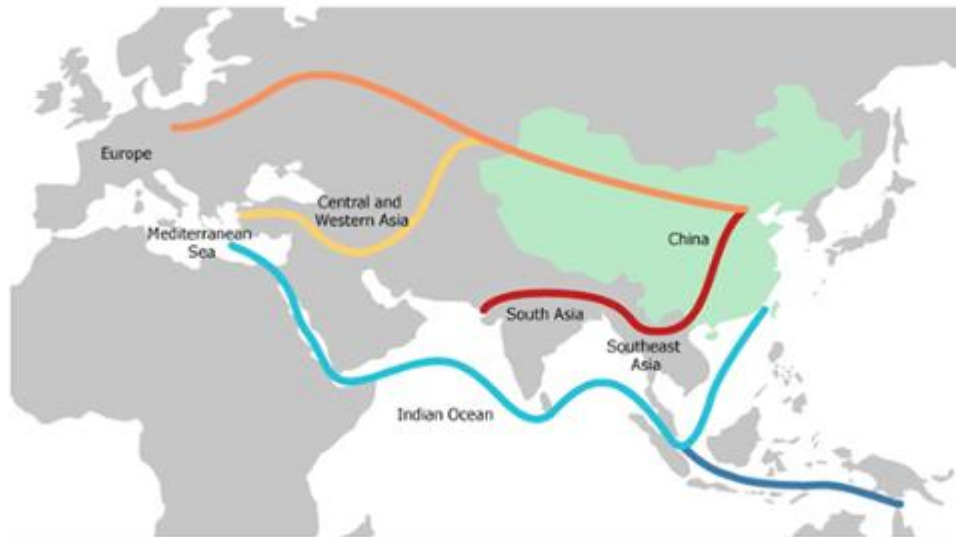 Europe
Central and
Western Asia
Mediterranean
Sea
China
South Asia
Southeast
Asia
Indian Ocean